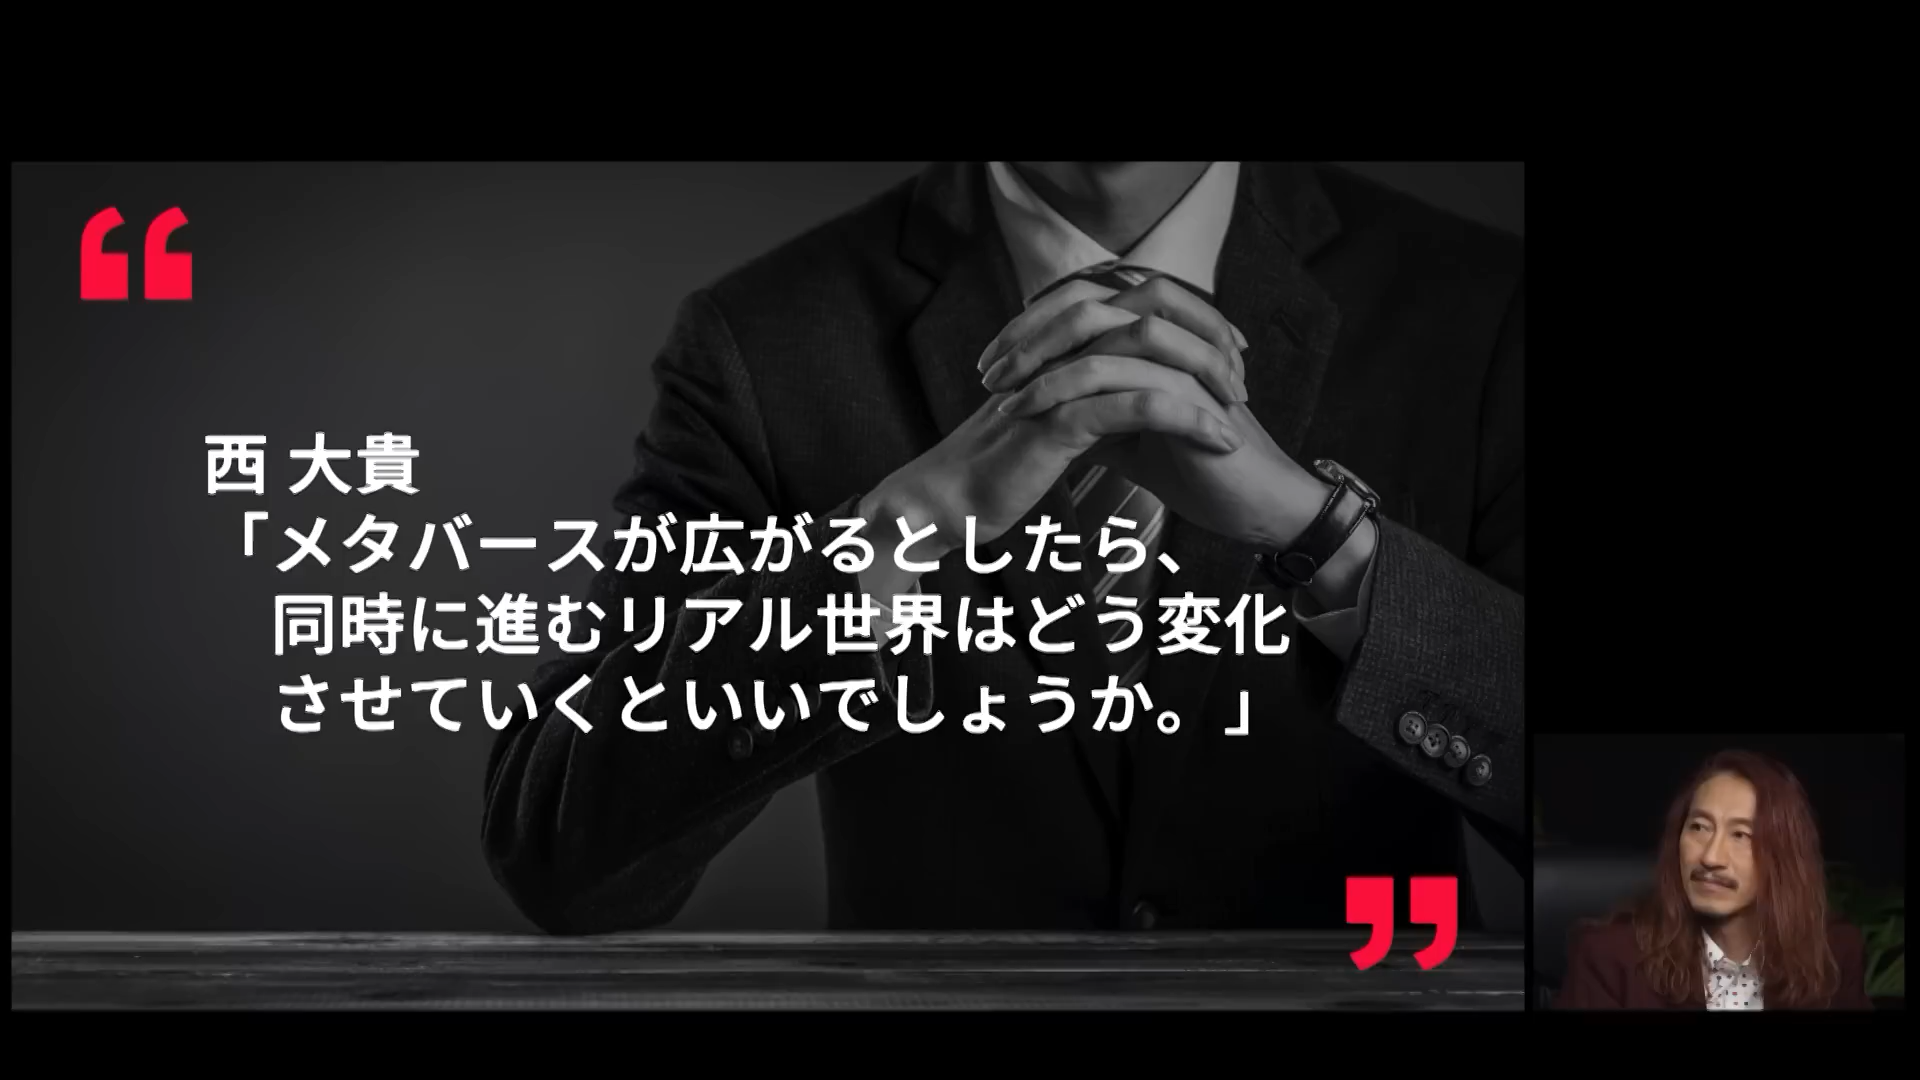 西 大貴
「メタバースが広がるとしたら、
同時に進むリアル世界はどう変化
させていくといいでしょうか。」